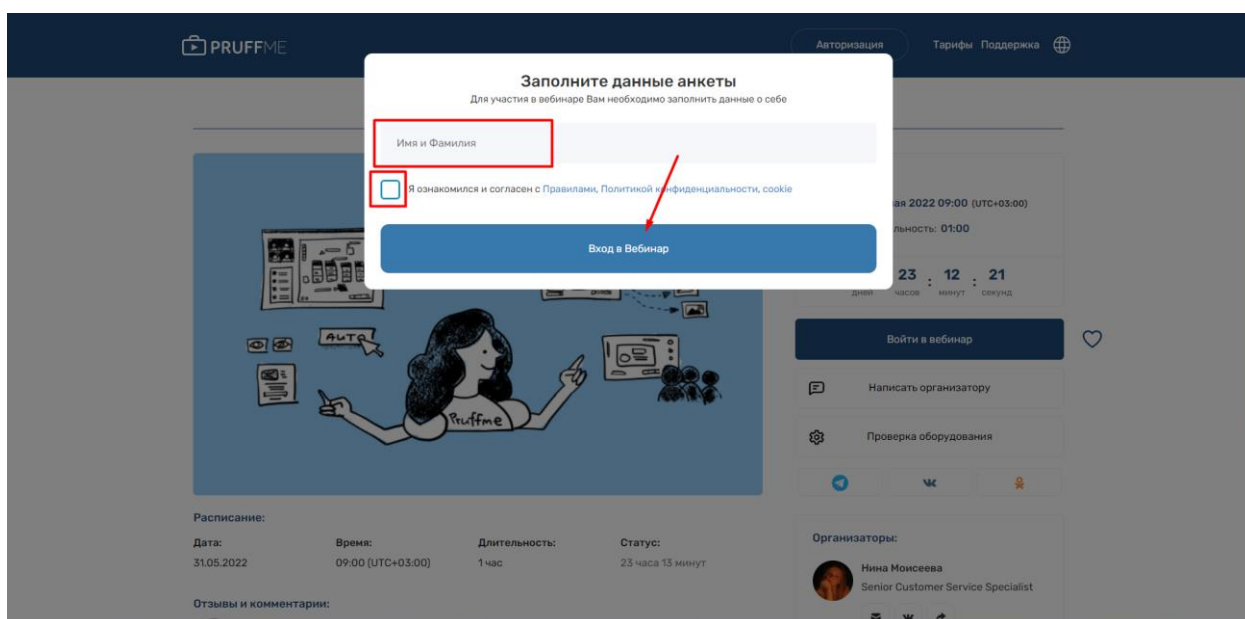 PRUFFME
Авторизация
Тарифы Поддержка
Заполните данные анкеты
Для участия в вебинаре Вам необходимо заполнить данные о себе
Имя и Фамилия
Я ознакомился и согласен с Правилами, Политикой конфиденциальности, cookie
Вход в Вебинар
2022 09:00 (UTC+03:00)
01:00
23 : 12 : 21
дней часов минут секунд
Войти в вебинар
Написать организатору
Проверка оборудования
AUTO
Pruffme
Расписание:
Дата: Время: Длительность: Статус:
31.05.2022 09:00 (UTC+03:00) 1 час 23 часа 13 минут
Отзывы и комментарии:
Организаторы:
Нина Моисеева
Senior Customer Service Specialist